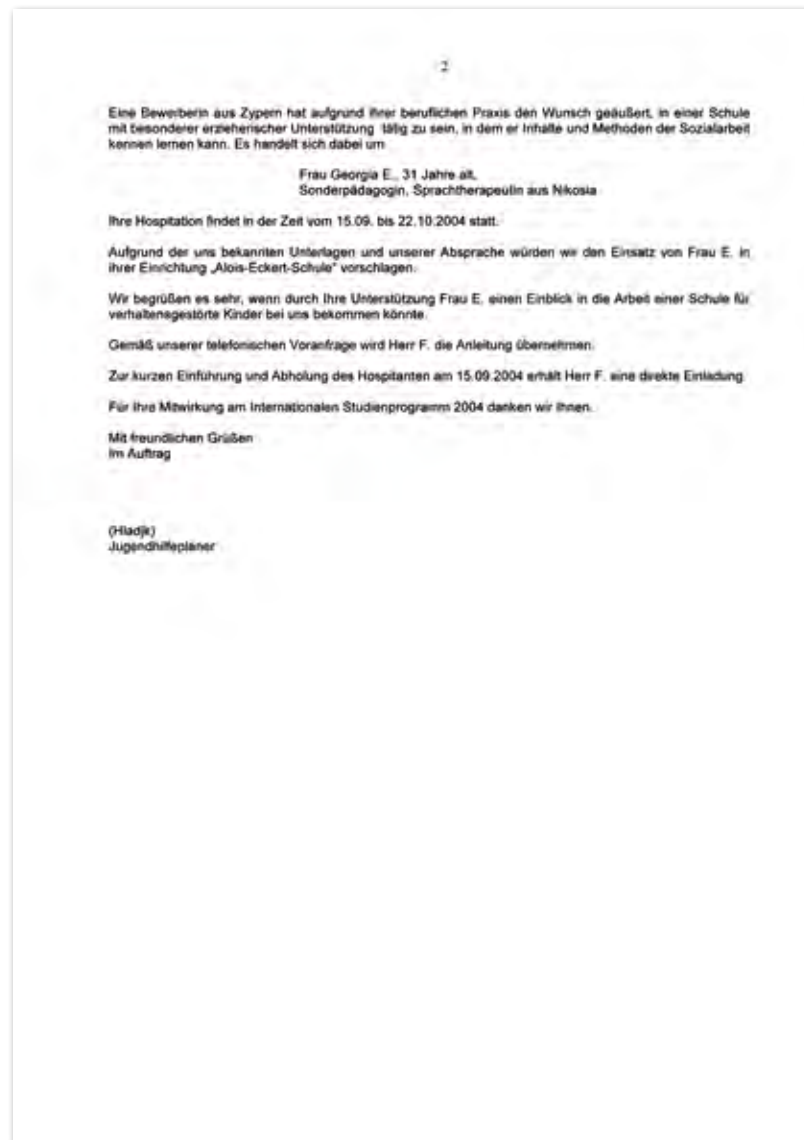 2
Eine Bewerberin aus Zypern hat aufgrund ihrer beruflichen Praxis den Wunsch geäußert, in einer Schule
mit besonderer erzieherischer Unterstützung tätig zu sein, in dem er Inhalte und Methoden der Sozialarbeit
kennen lernen kann. Es handelt sich dabei um
Frau Georgia E., 31 Jahre alt,
Sonderpädagogin, Sprachtherapeutin aus Nikosia
Ihre Hospitation findet in der Zeit vom 15.09. bis 22.10.2004 statt.
Aufgrund der uns bekannten Unterlagen und unserer Absprache würden wir den Einsatz von Frau E. in
ihrer Einrichtung „Alois-Eckert-Schule“ vorschlagen.
Wir begrüßen es sehr, wenn durch Ihre Unterstützung Frau E. einen Einblick in die Arbeit einer Schule für
verhaltensgestörte Kinder bei uns bekommen könnte.
Gemäß unserer telefonischen Voranfrage wird Herr F. die Anleitung übernehmen.
Zur kurzen Einführung und Abholung des Hospitanten am 15.09.2004 erhält Herr F. eine direkte Einladung.
Für Ihre Mitwirkung am Internationalen Studienprogramm 2004 danken wir Ihnen.
Mit freundlichen Grüßen
Im Auftrag
(Hladjk)
Jugendhilfeplaner